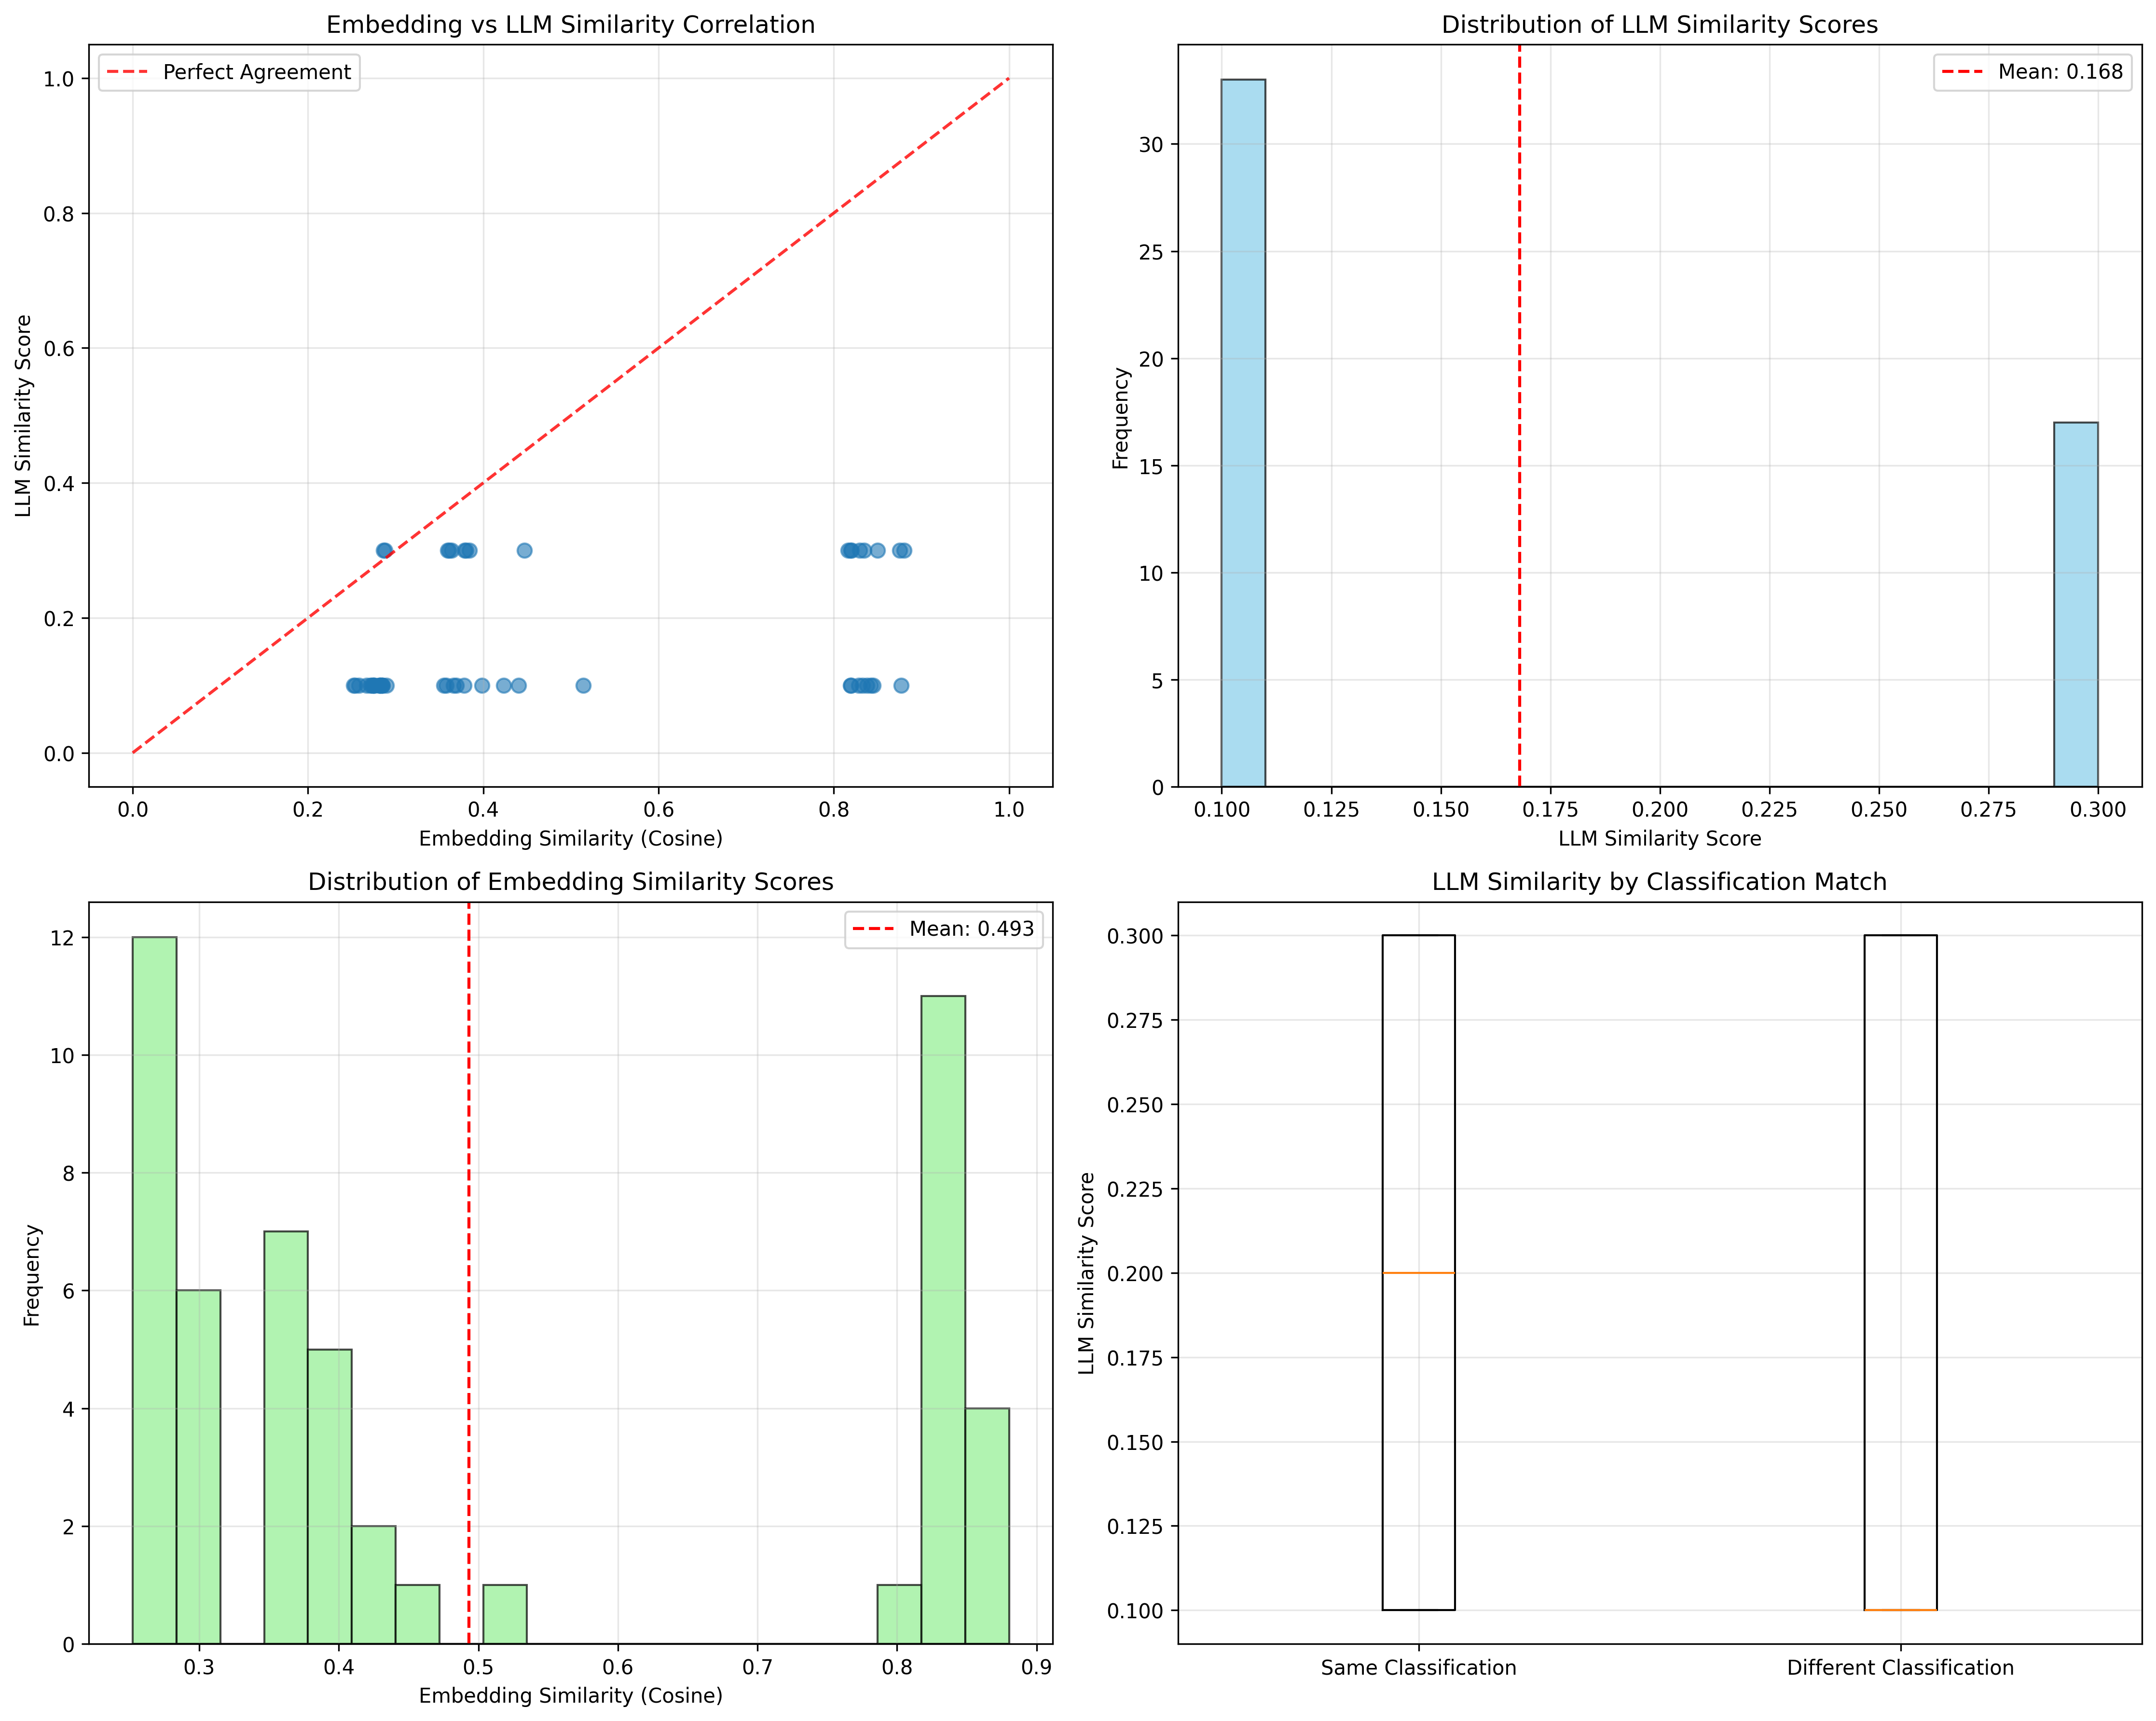 Embedding vs LLM Similarity Correlation
Perfect Agreement
1.0
0.8
0.6
0.4
0.2
0.0
LLM Similarity Score
0.0 0.2 0.4 0.6 0.8 1.0
Embedding Similarity (Cosine)
Distribution of LLM Similarity Scores
Mean: 0.168
30
25
20
15
10
5
0
Frequency
0.100 0.125 0.150 0.175 0.200 0.225 0.250 0.275 0.300
LLM Similarity Score
Distribution of Embedding Similarity Scores
Mean: 0.493
12
10
8
6
4
2
0
Frequency
0.3 0.4 0.5 0.6 0.7 0.8 0.9
Embedding Similarity (Cosine)
LLM Similarity by Classification Match
0.300
0.275
0.250
0.225
0.200
0.175
0.150
0.125
0.100
LLM Similarity Score
Same Classification Different Classification